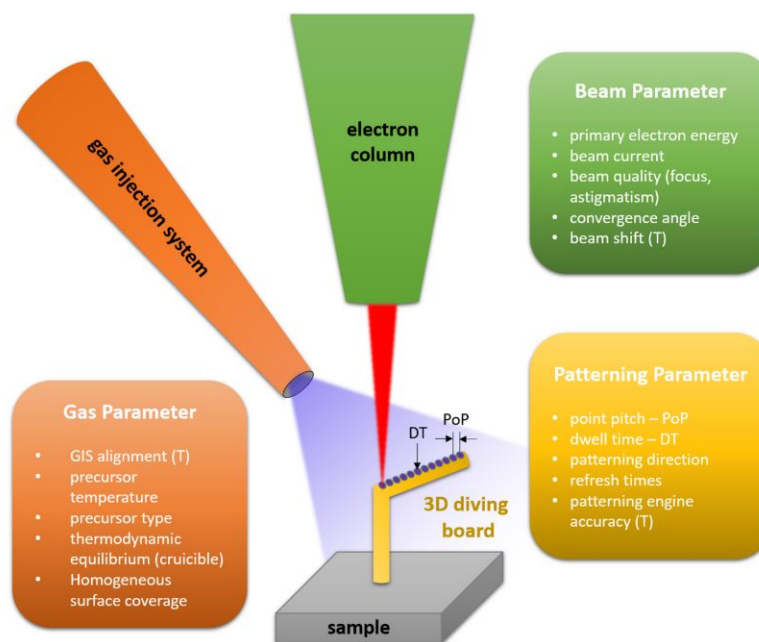 gas injection system
electron
column
Beam Parameter
• primary electron energy
• beam current
• beam quality (focus,
astigmatism)
• convergence angle
• beam shift (T)
Gas Parameter
• GIS alignment (T)
• precursor
temperature
• precursor type
• thermodynamic
equilibrium (cruicible)
• Homogeneous
surface coverage
DT
PoP
3D diving
board
sample
Patterning Parameter
• point pitch – PoP
• dwell time – DT
• patterning direction
• refresh times
• patterning engine
accuracy (T)